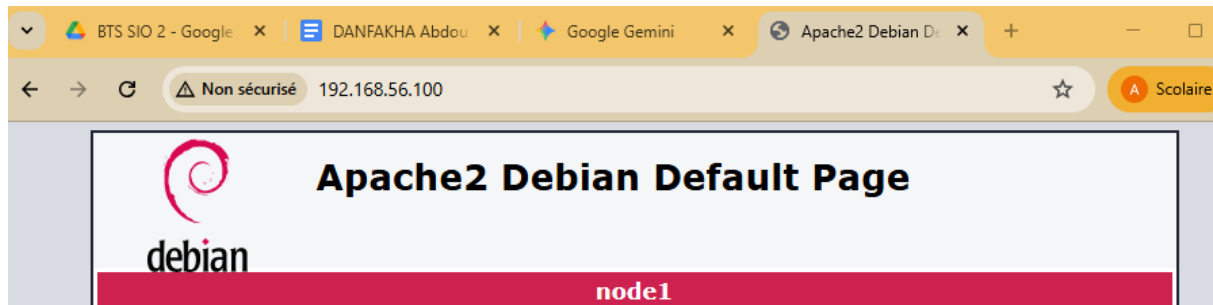 BTS SIO 2 - Google DANFAKHA Abdou Google Gemini Apache2 Debian De
Non sécurisé 192.168.56.100 A Scolaire
Apache2 Debian Default Page
debian
node1